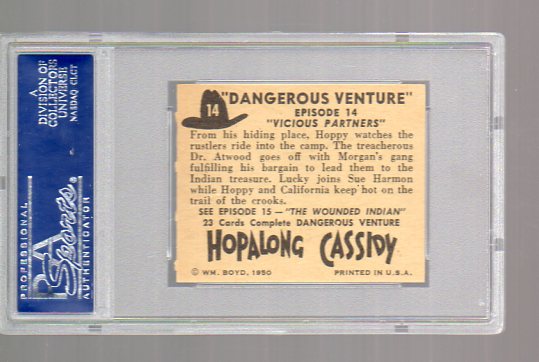 A
DIVISION OF
COLLECTORS
UNIVERSE
NASDAQ CLCT
PROFESSIONAL
PSA
Sports
AUTHENTICATOR
14
"DANGEROUS VENTURE"
EPISODE 14
"VICIOUS PARTNERS"
From his hiding place, Hoppy watches the
rustlers ride into the camp. The treacherous
Dr. Atwood goes off with Morgan's gang
fulfilling his bargain to lead them to the
Indian treasure. Lucky joins Sue Harmon
while Hoppy and California keep hot on the
trail of the crooks.
SEE EPISODE 15—"THE WOUNDED INDIAN"
23 Cards Complete DANGEROUS VENTURE
HOPALONG CASSIDY
© WM. BOYD, 1950
PRINTED IN U.S.A.